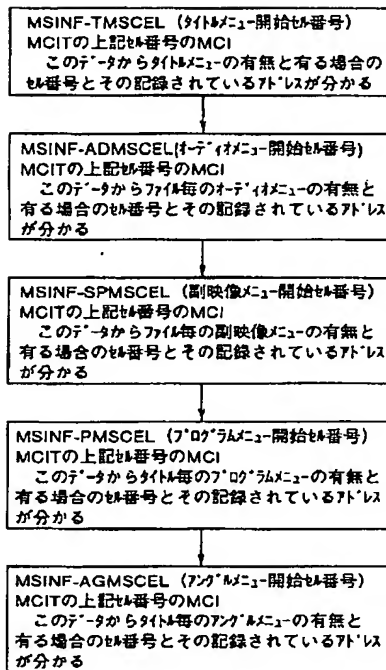 MSINF-TMSCEL (タイトルメニュー開始セル番号)
MCITの上記セル番号のMCI
このデータからタイトルメニューの有無と有る場合の
セル番号とその記録されているアドレスが分かる
MSINF-ADMSCEL(オーディオメニュー開始セル番号)
MCITの上記セル番号のMCI
このデータからファイル毎のオーディオメニューの有無と
有る場合のセル番号とその記録されているアドレス
が分かる
MSINF-SPMSCEL (副映像メニュー開始セル番号)
MCITの上記セル番号のMCI
このデータからファイル毎の副映像メニューの有無と
有る場合のセル番号とその記録されているアドレス
が分かる
MSINF-PMSCEL (プログラムメニュー開始セル番号)
MCITの上記セル番号のMCI
このデータからタイトル毎のプログラムメニューの有無と
有る場合のセル番号とその記録されているアドレス
が分かる
MSINF-AGMSCEL (アングルメニュー開始セル番号)
MCITの上記セル番号のMCI
このデータからタイトル毎のアングルメニューの有無と
有る場合のセル番号とその記録されているアドレス
が分かる